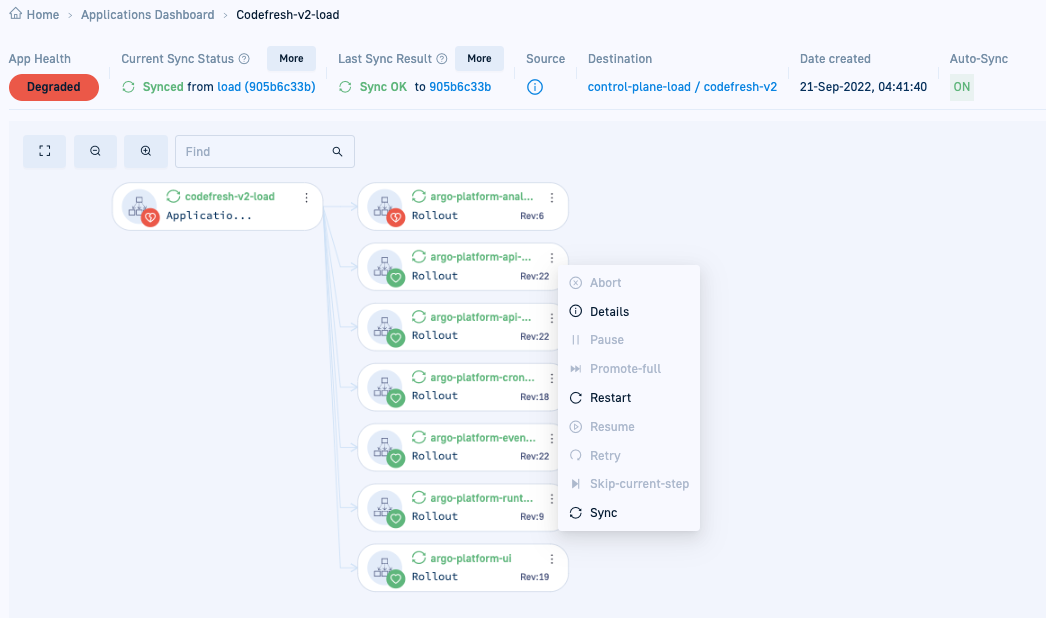 Home > Applications Dashboard > Codefresh-v2-load
App Health
Degraded
Current Sync Status More
Synced from load (905b6c33b)
Last Sync Result More
Sync OK to 905b6c33b
Source
Destination
control-plane-load / codefresh-v2
Date created
21-Sep-2022, 04:41:40
Auto-Sync
ON
Find
codefresh-v2-load
Applicatio...
argo-platform-anal...
Rollout Rev:6
argo-platform-api-...
Rollout Rev:22
argo-platform-api-...
Rollout Rev:22
argo-platform-cron...
Rollout Rev:18
argo-platform-even...
Rollout Rev:22
argo-platform-runt...
Rollout Rev:9
argo-platform-ui
Rollout Rev:19
Abort
Details
Pause
Promote-full
Restart
Resume
Retry
Skip-current-step
Sync